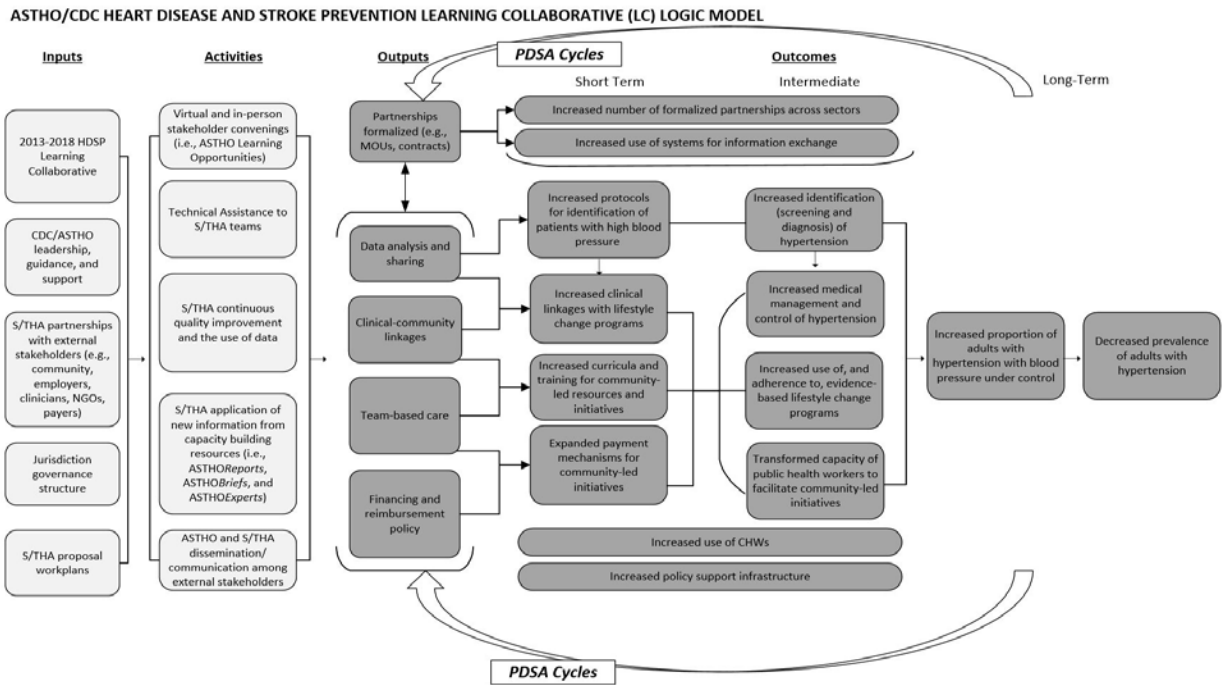 ASTHO/CDC HEART DISEASE AND STROKE PREVENTION LEARNING COLLABORATIVE (LC) LOGIC MODEL
PDSA Cycles
Inputs
Activities
Outputs
Outcomes
Short Term
Intermediate
Long-Term
2013-2018 HDSP
Learning
Collaborative
CDC/ASTHO
leadership,
guidance, and
support
S/THA partnerships
with external
stakeholders (e.g.,
community,
employers,
clinicians, NGOs,
payers)
Jurisdiction
governance
structure
S/THA proposal
workplans
Virtual and in-person
stakeholder convenings
(i.e., ASTHO Learning
Opportunities)
Technical Assistance to
S/THA teams
S/THA continuous
quality improvement
and the use of data
S/THA application of
new information from
capacity building
resources (i.e.,
ASTHOReports,
ASTHOBriefs, and
ASTHOExperts)
ASTHO and S/THA
dissemination/
communication among
external stakeholders
Partnerships
formalized (e.g.,
MOUs, contracts)
Data analysis and
sharing
Clinical-community
linkages
Team-based care
Financing and
reimbursement
policy
Increased number of formalized partnerships across sectors
Increased use of systems for information exchange
Increased protocols
for identification of
patients with high blood
pressure
Increased clinical
linkages with lifestyle
change programs
Increased curricula and
training for community-
led resources and
initiatives
Expanded payment
mechanisms for
community-led
initiatives
Increased identification
(screening and
diagnosis) of
hypertension
Increased medical
management and
control of hypertension
Increased use of, and
adherence to, evidence-
based lifestyle change
programs
Transformed capacity of
public health workers to
facilitate community-led
initiatives
Increased use of CHWs
Increased policy support infrastructure
Increased proportion of
adults with
hypertension with blood
pressure under control
Decreased prevalence
of adults with
hypertension
PDSA Cycles